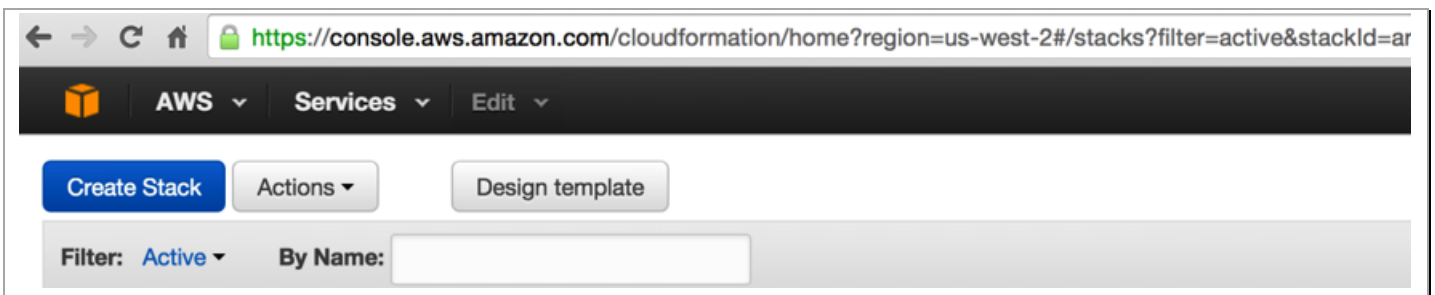 https://console.aws.amazon.com/cloudformation/home?region=us-west-2#/stacks?filter=active&stackId=ar
AWS Services Edit
Create Stack Actions Design template
Filter: Active By Name: